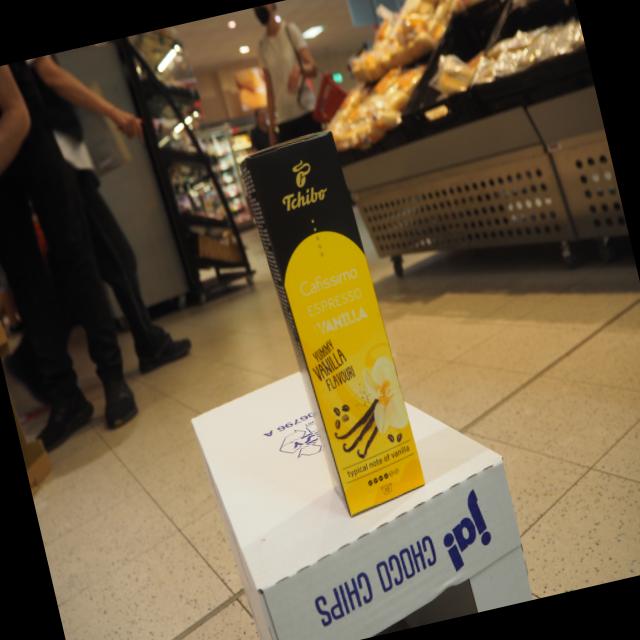 Tchibo
Cafissimo
ESPRESSO
VANILLA
YUMMY
VANILLA
FLAVOUR!
typical note of vanilla
ja!
CHOCO CHIPS